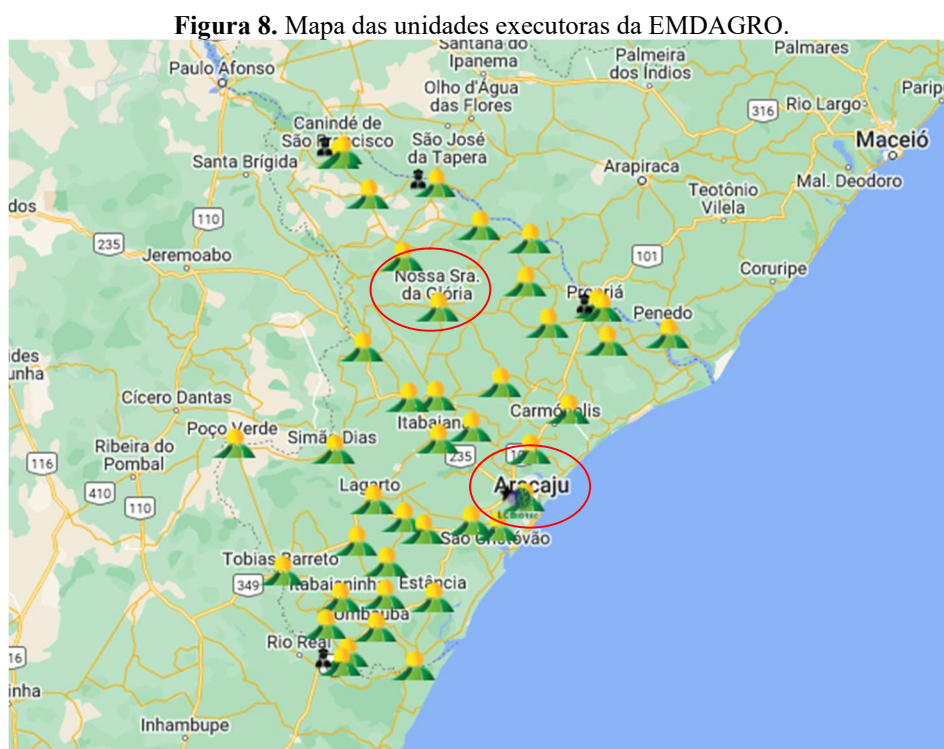 Figura 8. Mapa das unidades executoras da EMDAGRO.
Santana do
Ipanema
Palmeira
dos Índios
Palmares
Paulo Afonso
Olho d'Água
das Flores
316
Rio Largo
Parip
Canindé de
São Francisco
São José
da Tapera
Maceió
Santa Brígida
Arapiraca
Mal. Deodoro
Teotônio
Vilela
dos
110
235
Jeremoabo
101
Coruripe
Nossa Sra.
da Glória
Propriá
Penedo
ides
unha
Cícero Dantas
Carmópolis
Poço Verde
Simão Dias
Itabaiana
Ribeira do
Pombal
116
235
10
410
110
Lagarto
Aracaju
São Cristóvão
Tobias Barreto
349
Itabaianinha
Estância
Umbaúba
Rio Real
16
inha
Inhambupe